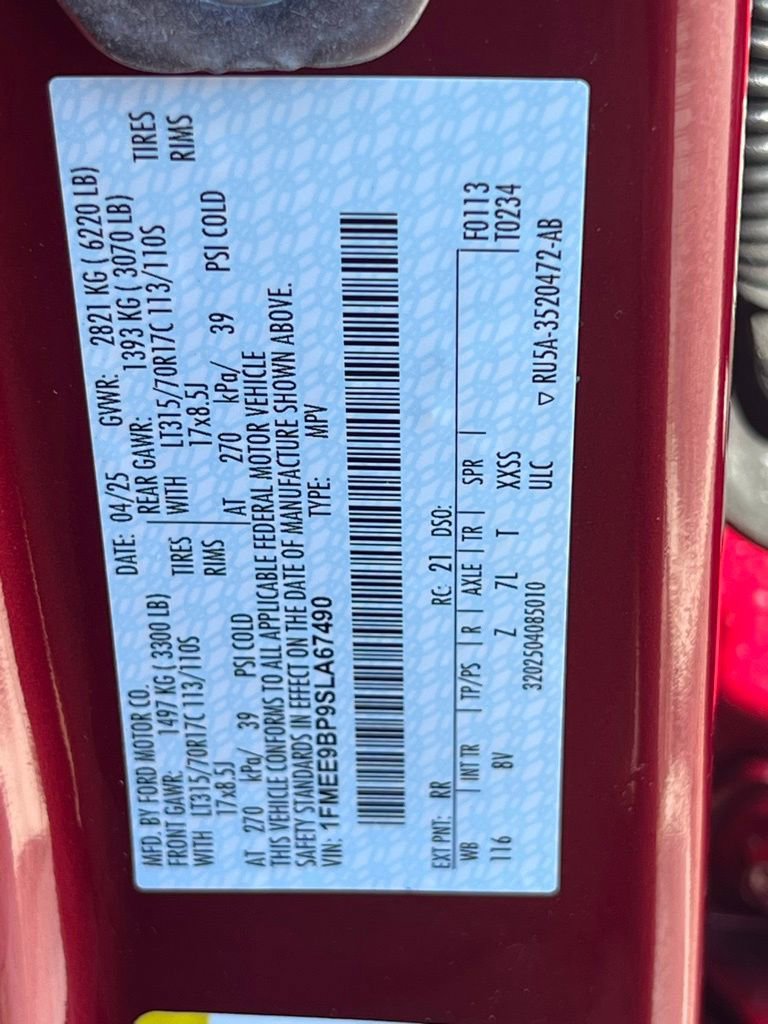 MFD. BY FORD MOTOR CO.
DATE: 04/25 GVWR: 2821 KG ( 6220 LB)
FRONT GAWR: 1497 KG ( 3300 LB) REAR GAWR: 1393 KG ( 3070 LB)
WITH LT315/70R17C 113/110S TIRES WITH LT315/70R17C 113/110S TIRES
17x8.5J RIMS 17x8.5J RIMS
AT 270 kPa/ 39 PSI COLD AT 270 kPa/ 39 PSI COLD
THIS VEHICLE CONFORMS TO ALL APPLICABLE FEDERAL MOTOR VEHICLE
SAFETY STANDARDS IN EFFECT ON THE DATE OF MANUFACTURE SHOWN ABOVE.
VIN: 1FMEE9BP9SLA67490 TYPE: MPV
EXT PNT: RR RC: 21 DSO: F0113
WB INT TR TP/PS R AXLE TR SPR T0234
116 8V Z 7L T XXSS
3202504085010 ULC
▽ RU5A-3520472-AB